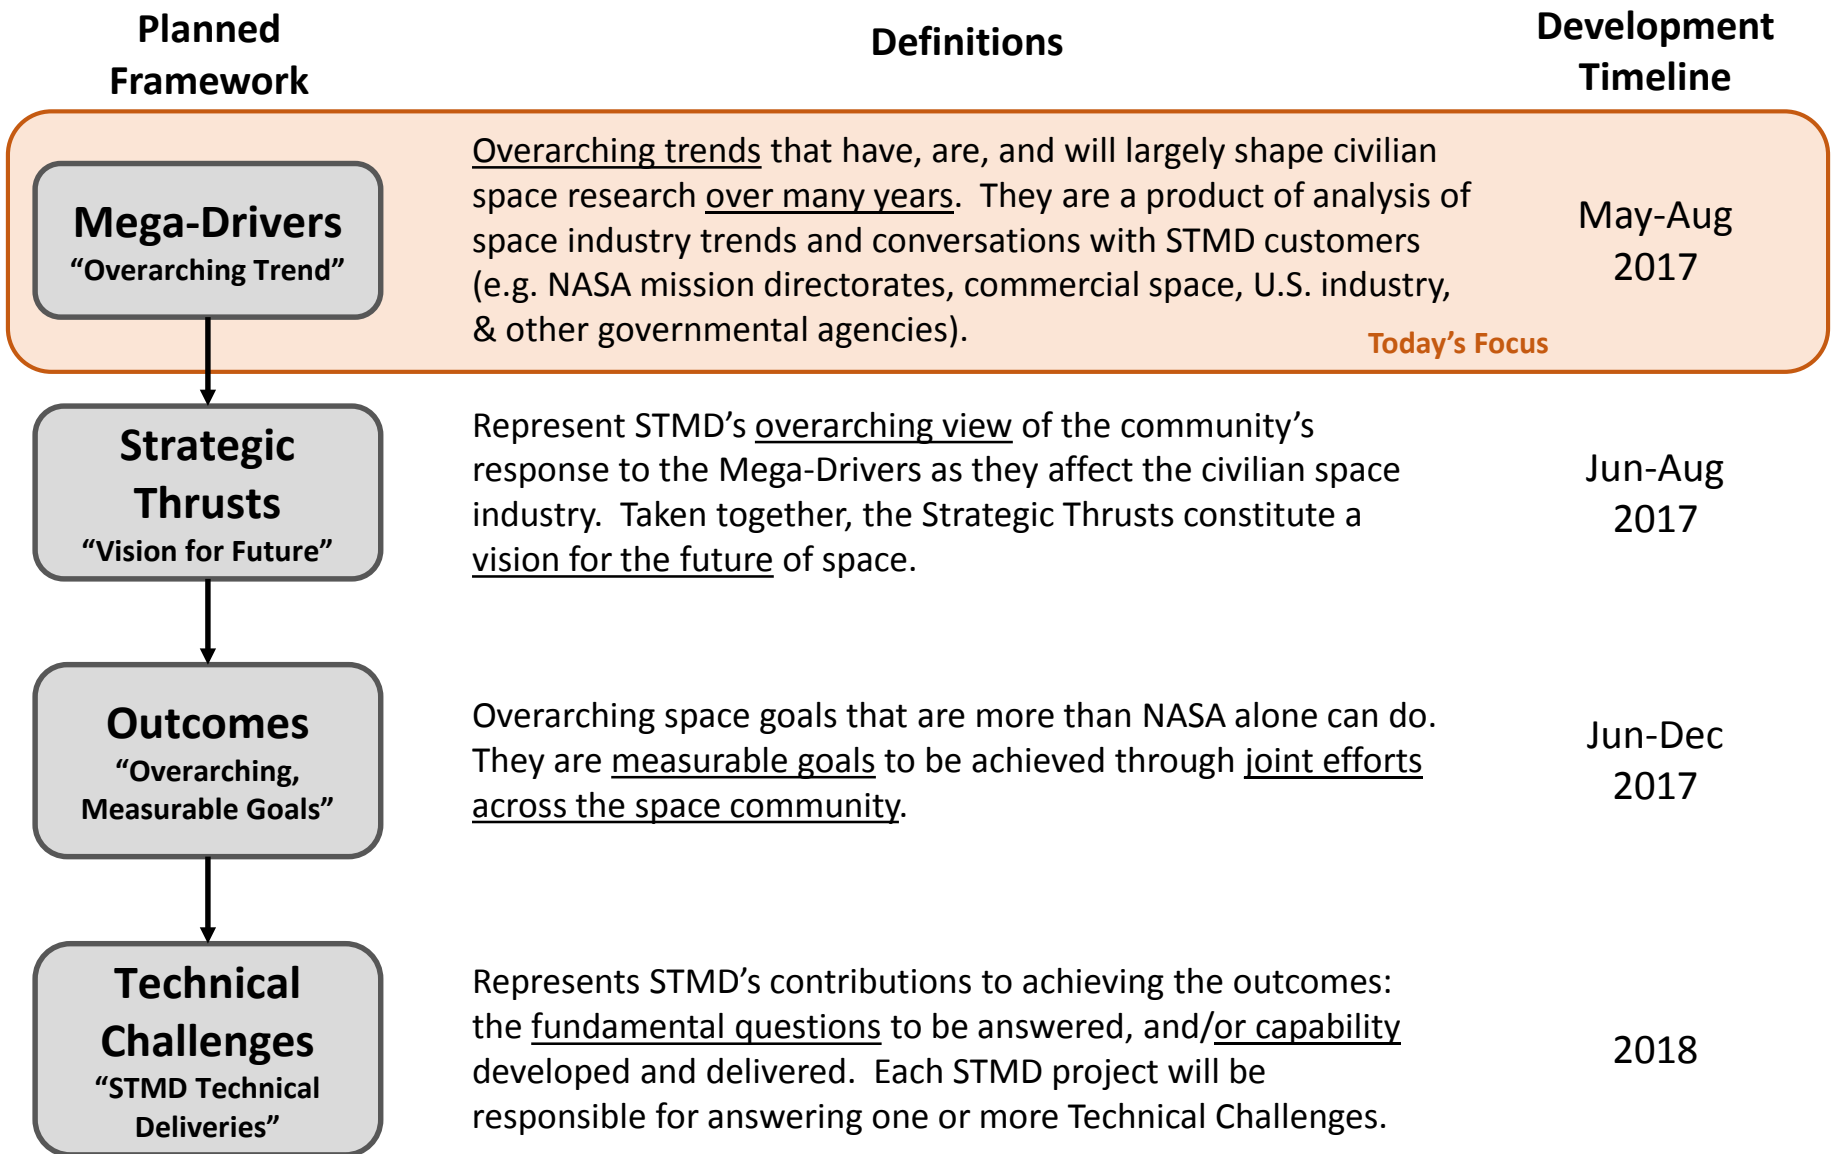 Planned
Framework
Definitions
Development
Timeline
Mega-Drivers
“Overarching Trend”
Overarching trends that have, are, and will largely shape civilian
space research over many years.  They are a product of analysis of
space industry trends and conversations with STMD customers
(e.g. NASA mission directorates, commercial space, U.S. industry,
& other governmental agencies).
Today’s Focus
May-Aug
2017
Strategic
Thrusts
“Vision for Future”
Represent STMD’s overarching view of the community’s
response to the Mega-Drivers as they affect the civilian space
industry.  Taken together, the Strategic Thrusts constitute a
vision for the future of space.
Jun-Aug
2017
Outcomes
“Overarching,
Measurable Goals”
Overarching space goals that are more than NASA alone can do.
They are measurable goals to be achieved through joint efforts
across the space community.
Jun-Dec
2017
Technical
Challenges
“STMD Technical
Deliveries”
Represents STMD’s contributions to achieving the outcomes:
the fundamental questions to be answered, and/or capability
developed and delivered.  Each STMD project will be
responsible for answering one or more Technical Challenges.
2018